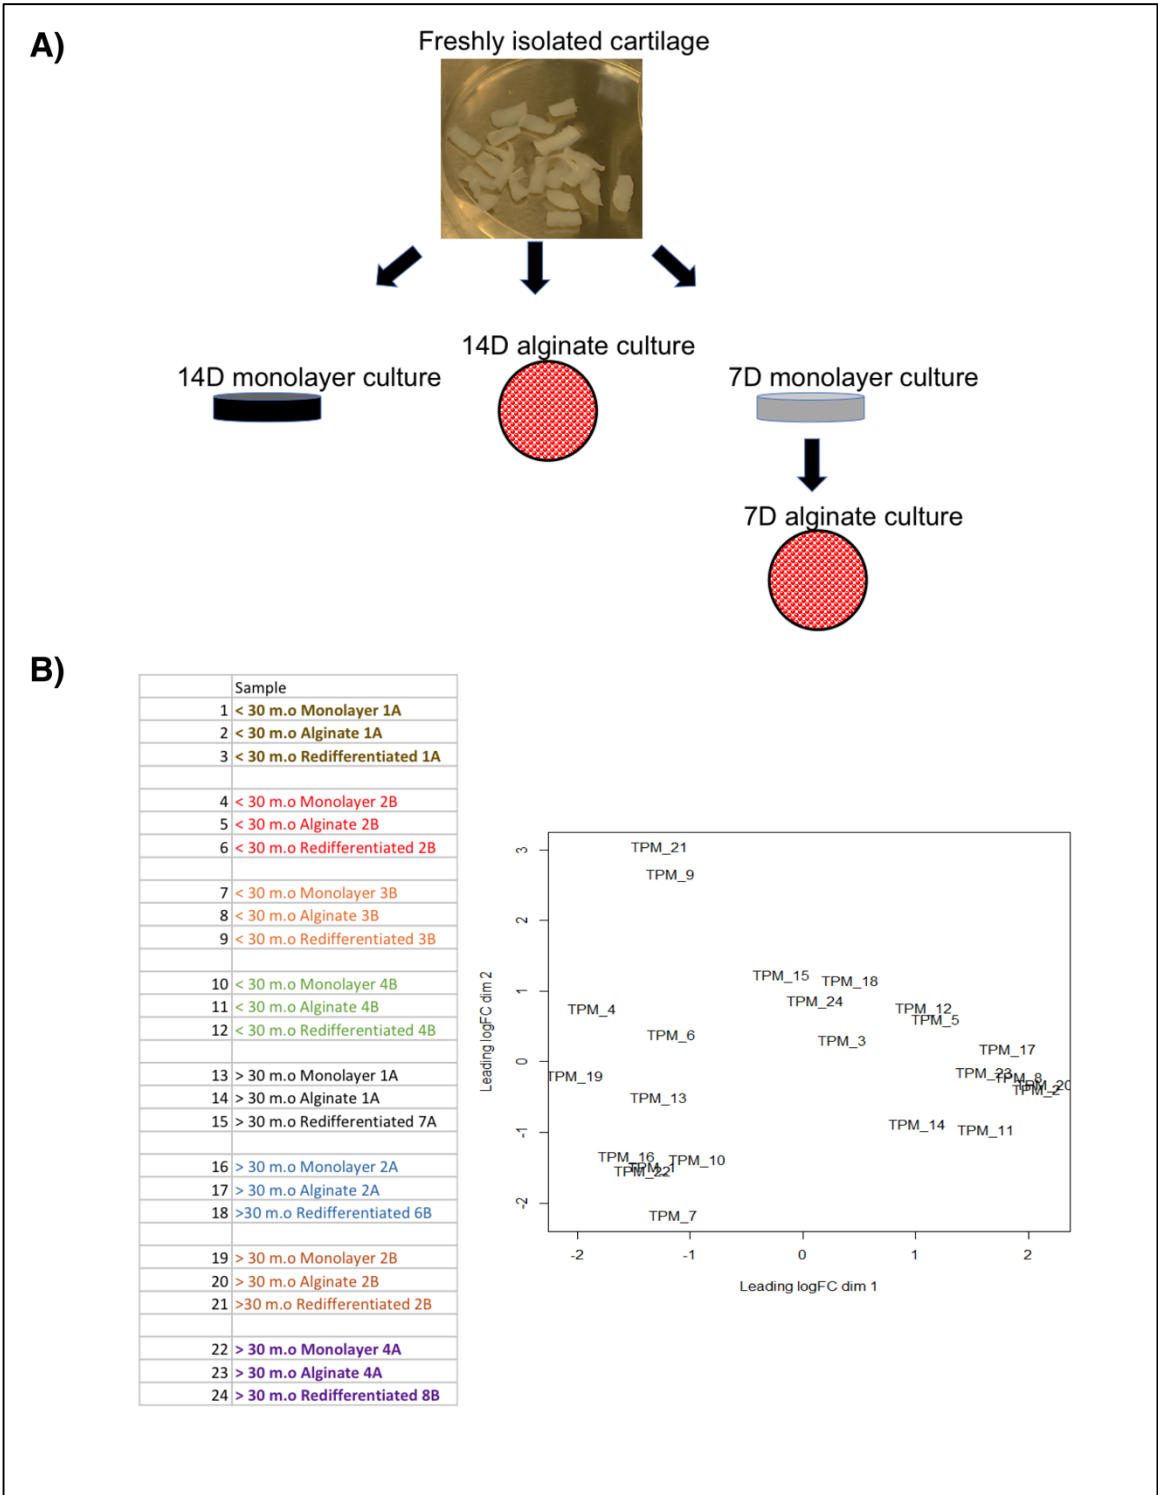 A)
Freshly isolated cartilage
14D alginate culture
14D monolayer culture
7D monolayer culture
7D alginate culture
B)
Sample
1 < 30 m.o Monolayer 1A
2 < 30 m.o Alginate 1A
3 < 30 m.o Redifferentiated 1A
4 < 30 m.o Monolayer 2B
5 < 30 m.o Alginate 2B
6 < 30 m.o Redifferentiated 2B
7 < 30 m.o Monolayer 3B
8 < 30 m.o Alginate 3B
9 < 30 m.o Redifferentiated 3B
10 < 30 m.o Monolayer 4B
11 < 30 m.o Alginate 4B
12 < 30 m.o Redifferentiated 4B
13 > 30 m.o Monolayer 1A
14 > 30 m.o Alginate 1A
15 > 30 m.o Redifferentiated 7A
16 > 30 m.o Monolayer 2A
17 > 30 m.o Alginate 2A
18 >30 m.o Redifferentiated 6B
19 > 30 m.o Monolayer 2B
20 > 30 m.o Alginate 2B
21 >30 m.o Redifferentiated 2B
22 > 30 m.o Monolayer 4A
23 > 30 m.o Alginate 4A
24 > 30 m.o Redifferentiated 8B
Leading logFC dim 2
3
2
1
0
-1
-2
TPM_21
TPM_9
TPM_15
TPM_18
TPM_24
TPM_4
TPM_12
TPM_5
TPM_6
TPM_3
TPM_17
TPM_19
TPM_23
TPM_8
TPM_20
TPM_2
TPM_13
TPM_14
TPM_11
TPM_16
TPM_10
TPM_1
TPM_22
TPM_7
-2 -1 0 1 2
Leading logFC dim 1